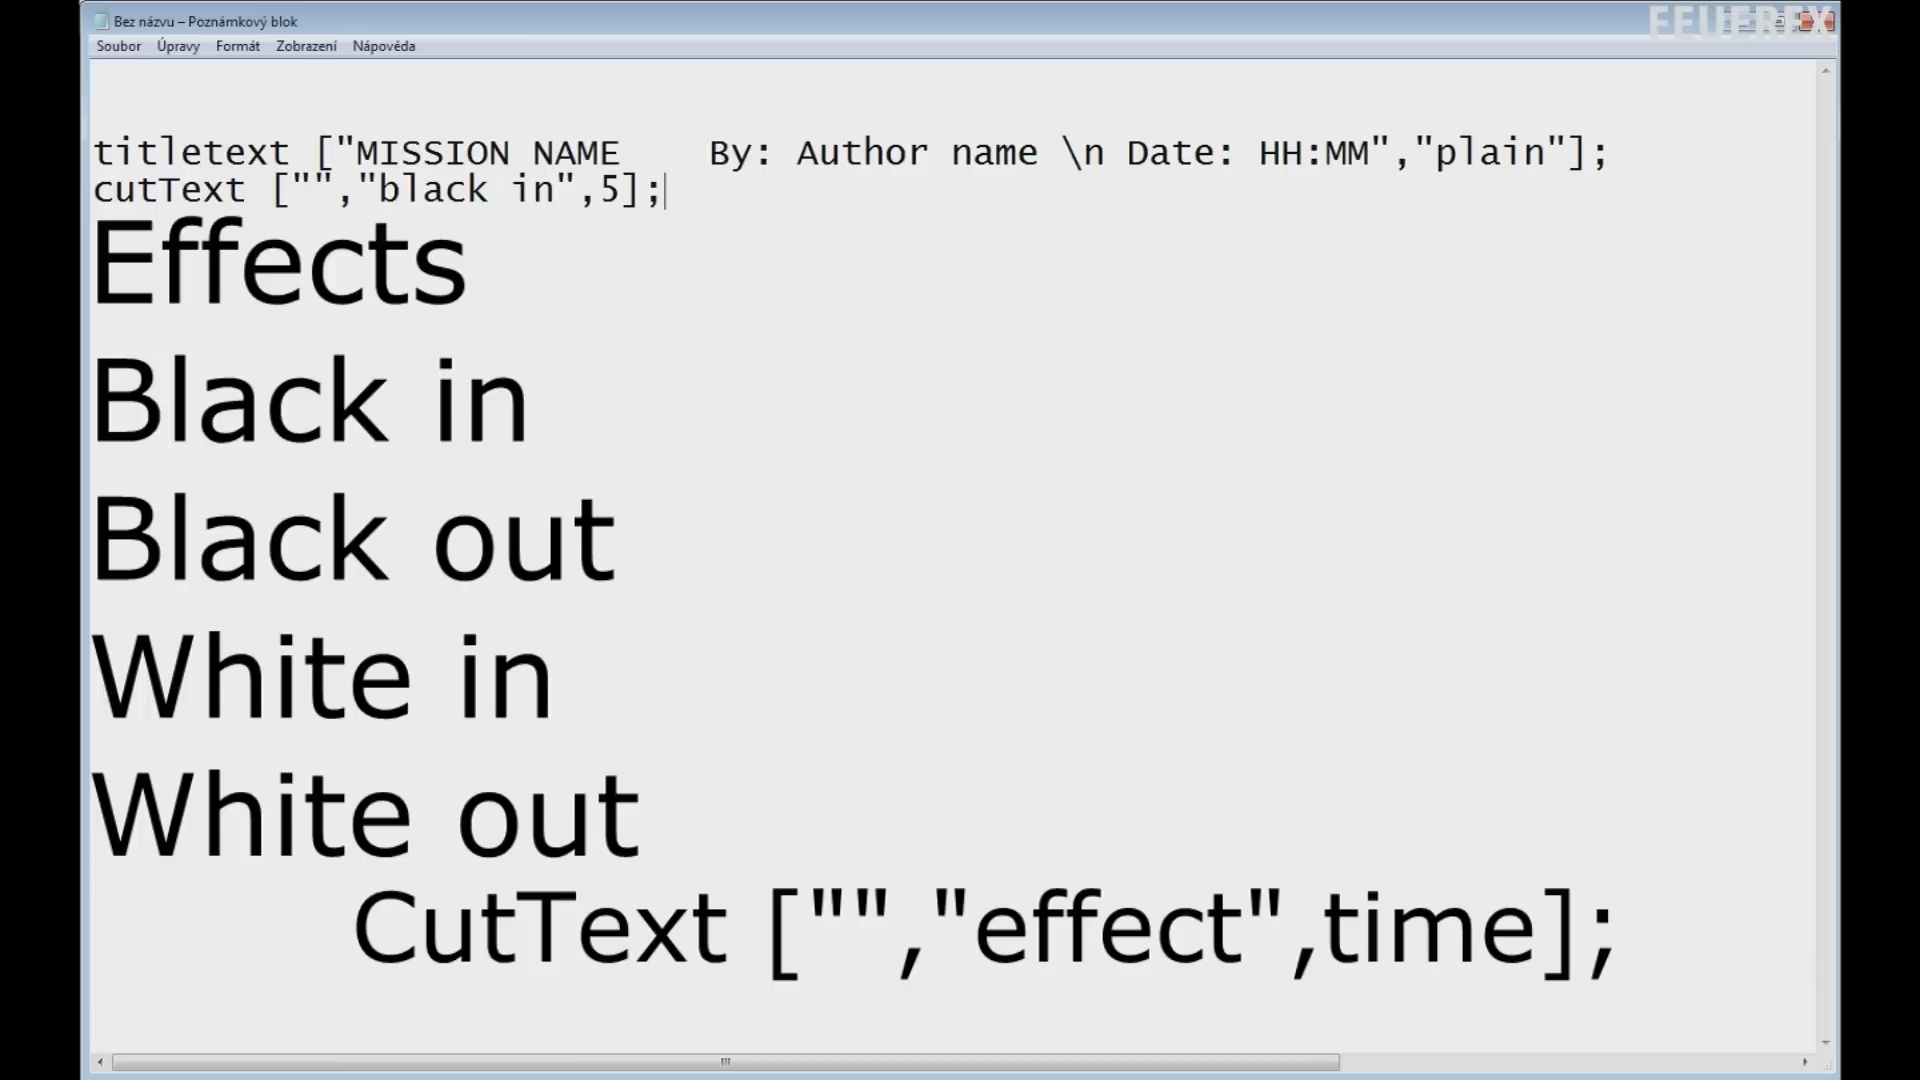 Bez názvu – Poznámkový blok
FEUEREX
Soubor Úpravy Formát Zobrazení Nápověda
titletext ["MISSION NAME    By: Author name \n Date: HH:MM","plain"];
cutText ["","black in",5];
Effects
Black in
Black out
White in
White out
CutText ["","effect",time];